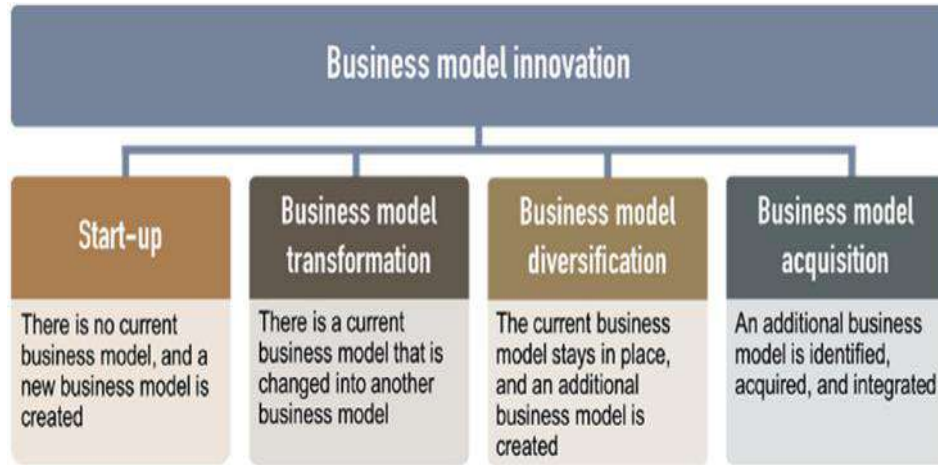 Business model innovation
Start-up
There is no current
business model, and a
new business model is
created
Business model
transformation
There is a current
business model that is
changed into another
business model
Business model
diversification
The current business
model stays in place,
and an additional
business model is
created
Business model
acquisition
An additional business
model is identified,
acquired, and integrated